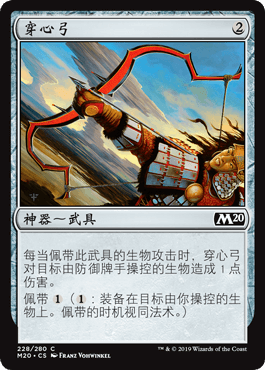 穿心弓 2
神器～武具 M20
每当佩带此武具的生物攻击时，穿心弓
对目标由防御牌手操控的生物造成1点
伤害。
佩带 1（1：装备在目标由你操控的生物
上。佩带的时机视同法术。）
228/280 C
M20 • CS FRANZ VOHWINKEL
™ & © 2019 Wizards of the Coast